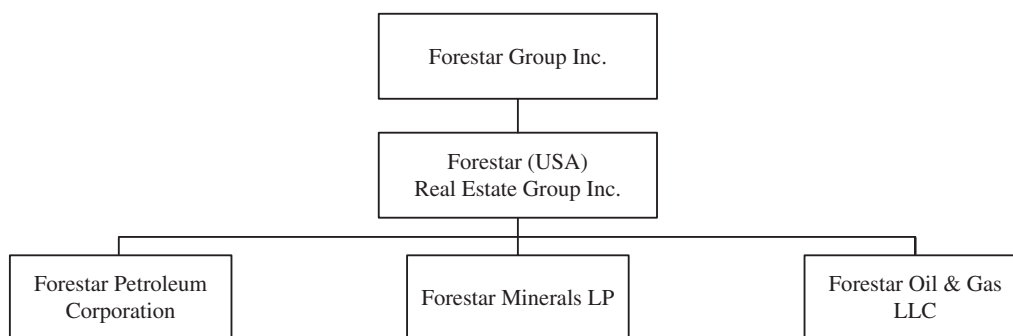 Forestar Group Inc.
Forestar (USA)
Real Estate Group Inc.
Forestar Petroleum
Corporation
Forestar Minerals LP
Forestar Oil & Gas
LLC